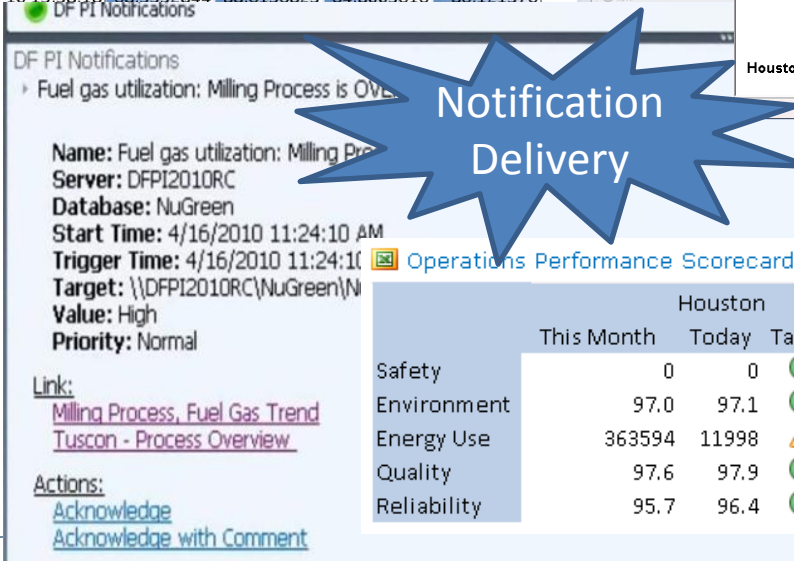 DF PI Notifications
DF PI Notifications
Fuel gas utilization: Milling Process is
Notification
Delivery
Name: Fuel gas utilization: Milling
Server: DFPI2010RC
Database: NuGreen
Start Time: 4/16/2010 11:24:10 AM
Trigger Time: 4/16/2010 11:24:10
Target: \\DFPI2010RC\NuGreen\
Value: High
Priority: Normal
Link:
Milling Process, Fuel Gas Trend
Tuscon - Process Overview
Actions:
Acknowledge
Acknowledge with Comment
Operations Performance Scorecard
Houston
This Month Today
Safety 0 0
Environment 97.0 97.1
Energy Use 363594 11998
Quality 97.6 97.9
Reliability 95.7 96.4